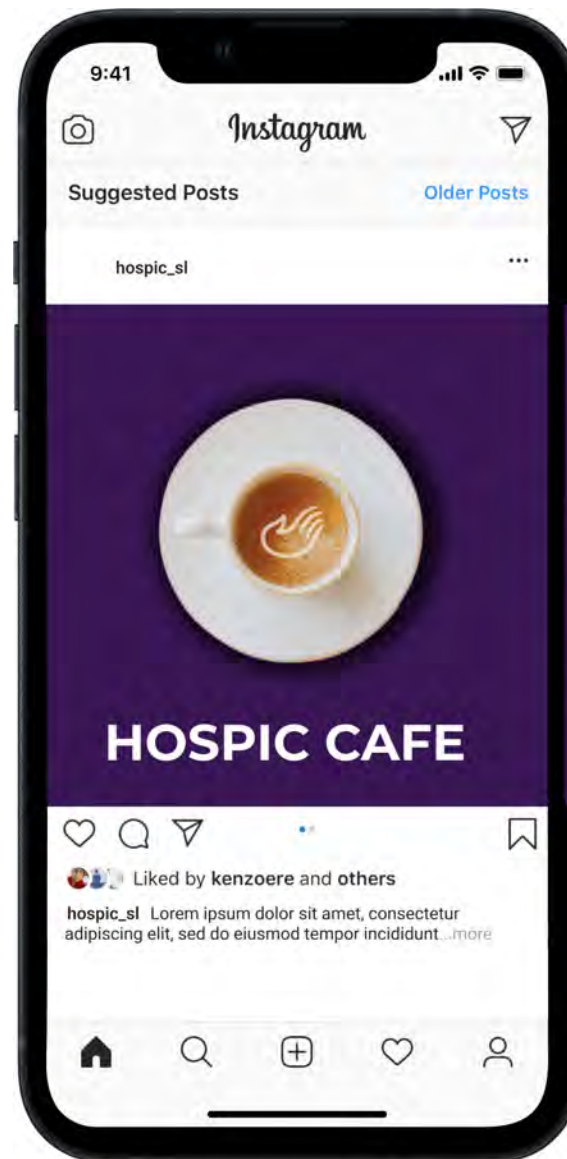 9:41
Instagram
Suggested Posts
Older Posts
hospic_sl
HOSPIC CAFE
Liked by kenzoere and others
hospic_sl Lorem ipsum dolor sit amet, consectetur
adipiscing elit, sed do eiusmod tempor incididunt...more